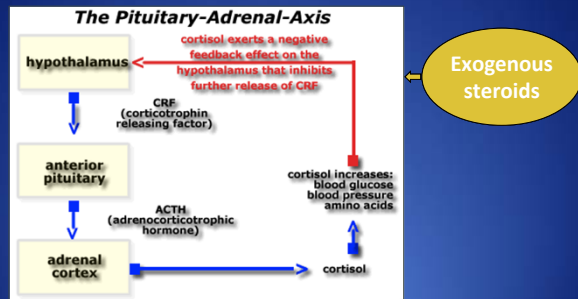 The Pituitary-Adrenal-Axis
cortisol exerts a negative
feedback effect on the
hypothalamus that inhibits
further release of CRF
hypothalamus
Exogenous
steroids
CRF
(corticotrophin
releasing factor)
anterior
pituitary
cortisol increases:
blood glucose
blood pressure
amino acids
ACTH
(adrenocorticotrophic
hormone)
adrenal
cortex
cortisol